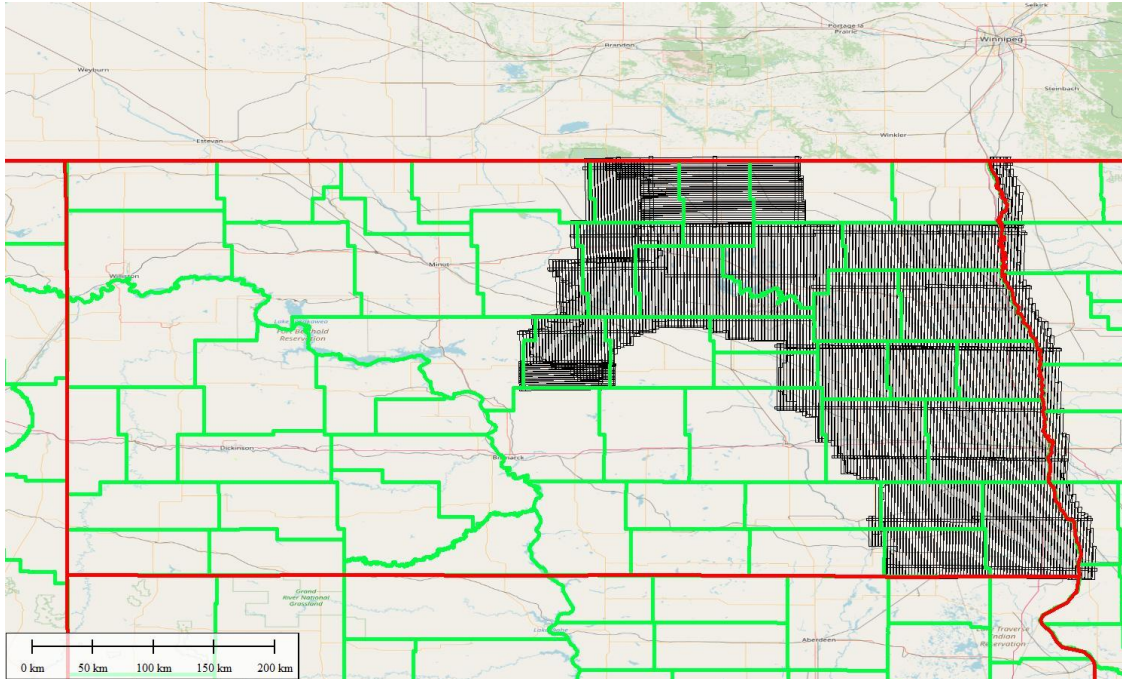 Selkirk
Portage la
Prairie
Winnipeg
Brandon
Weyburn
Steinbach
Winkler
Estevan
Minot
Williston
Reservation
Dickinson
Bismarck
Grand
River National
Grassland
Traverse
Indian
Reservation
Aberdeen
0 km 50 km 100 km 150 km 200 km